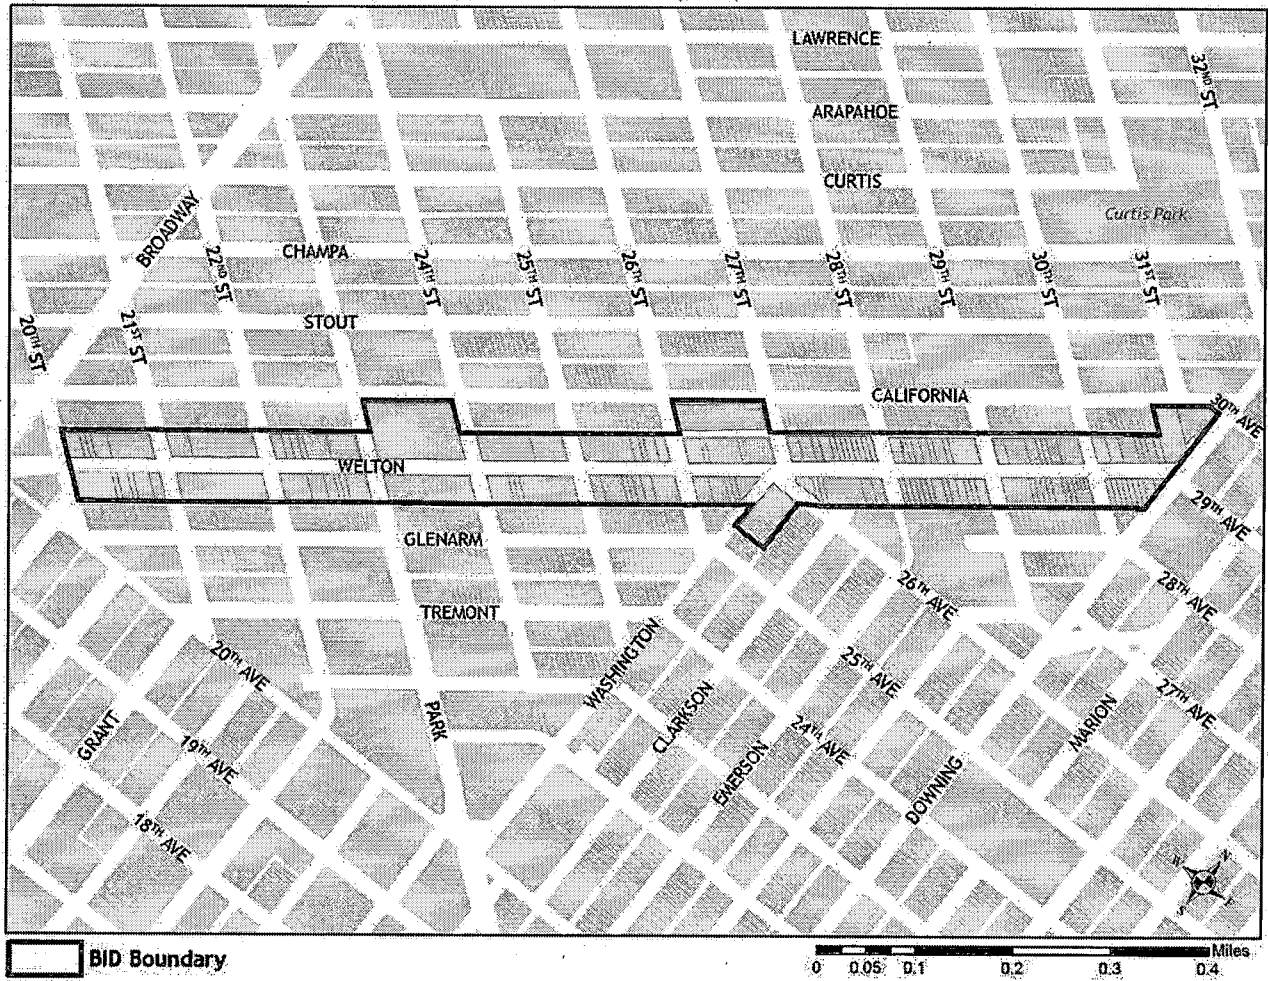 LAWRENCE
32ND ST
ARAPAHOE
CURTIS
Curtis Park
BROADWAY
CHAMPA
22ND ST
24TH ST
25TH ST
26TH ST
27TH ST
28TH ST
29TH ST
30TH ST
31ST ST
20TH ST
21ST ST
STOUT
CALIFORNIA
30TH AVE
WELTON
29TH AVE
GLENARM
26TH AVE
28TH AVE
TREMONT
20TH AVE
WASHINGTON
25TH AVE
27TH AVE
GRANT
19TH AVE
PARK
CLARKSON
EMERSON
24TH AVE
MARION
DOWNING
18TH AVE
N
W
E
S
BID Boundary
Miles
0 0.05 0.1 0.2 0.3 0.4